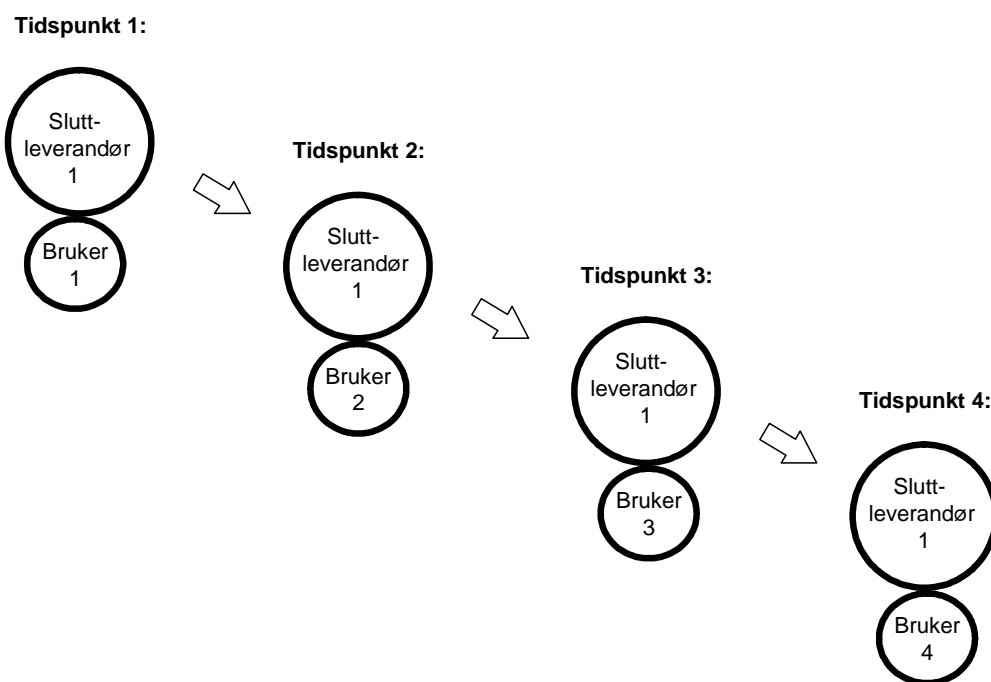 Tidspunkt 1:
Slutt-
leverandør
1
Bruker
1
Tidspunkt 2:
Slutt-
leverandør
1
Bruker
2
Tidspunkt 3:
Slutt-
leverandør
1
Bruker
3
Tidspunkt 4:
Slutt-
leverandør
1
Bruker
4